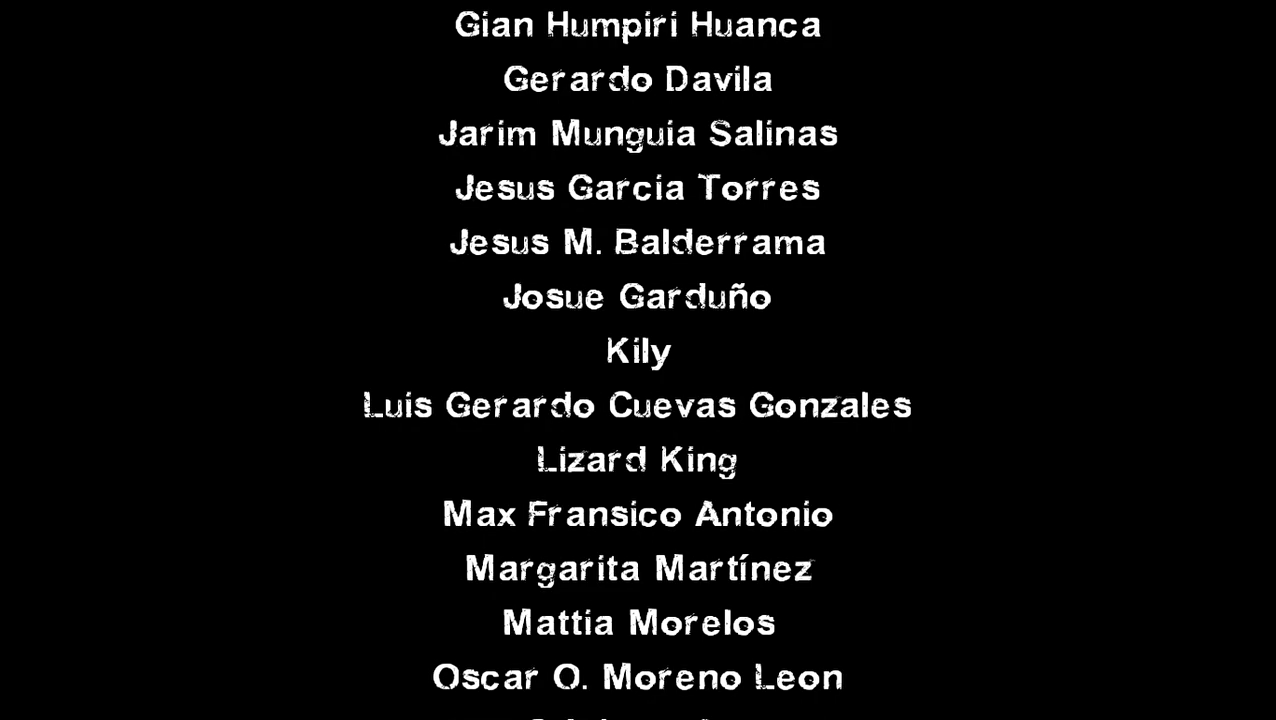 Gian Humpiri Huanca
Gerardo Davila
Jarim Munguia Salinas
Jesus Garcia Torres
Jesus M. Balderrama
Josue Garduño
Kily
Luis Gerardo Cuevas Gonzales
Lizard King
Max Fransico Antonio
Margarita Martínez
Mattia Morelos
Oscar O. Moreno Leon